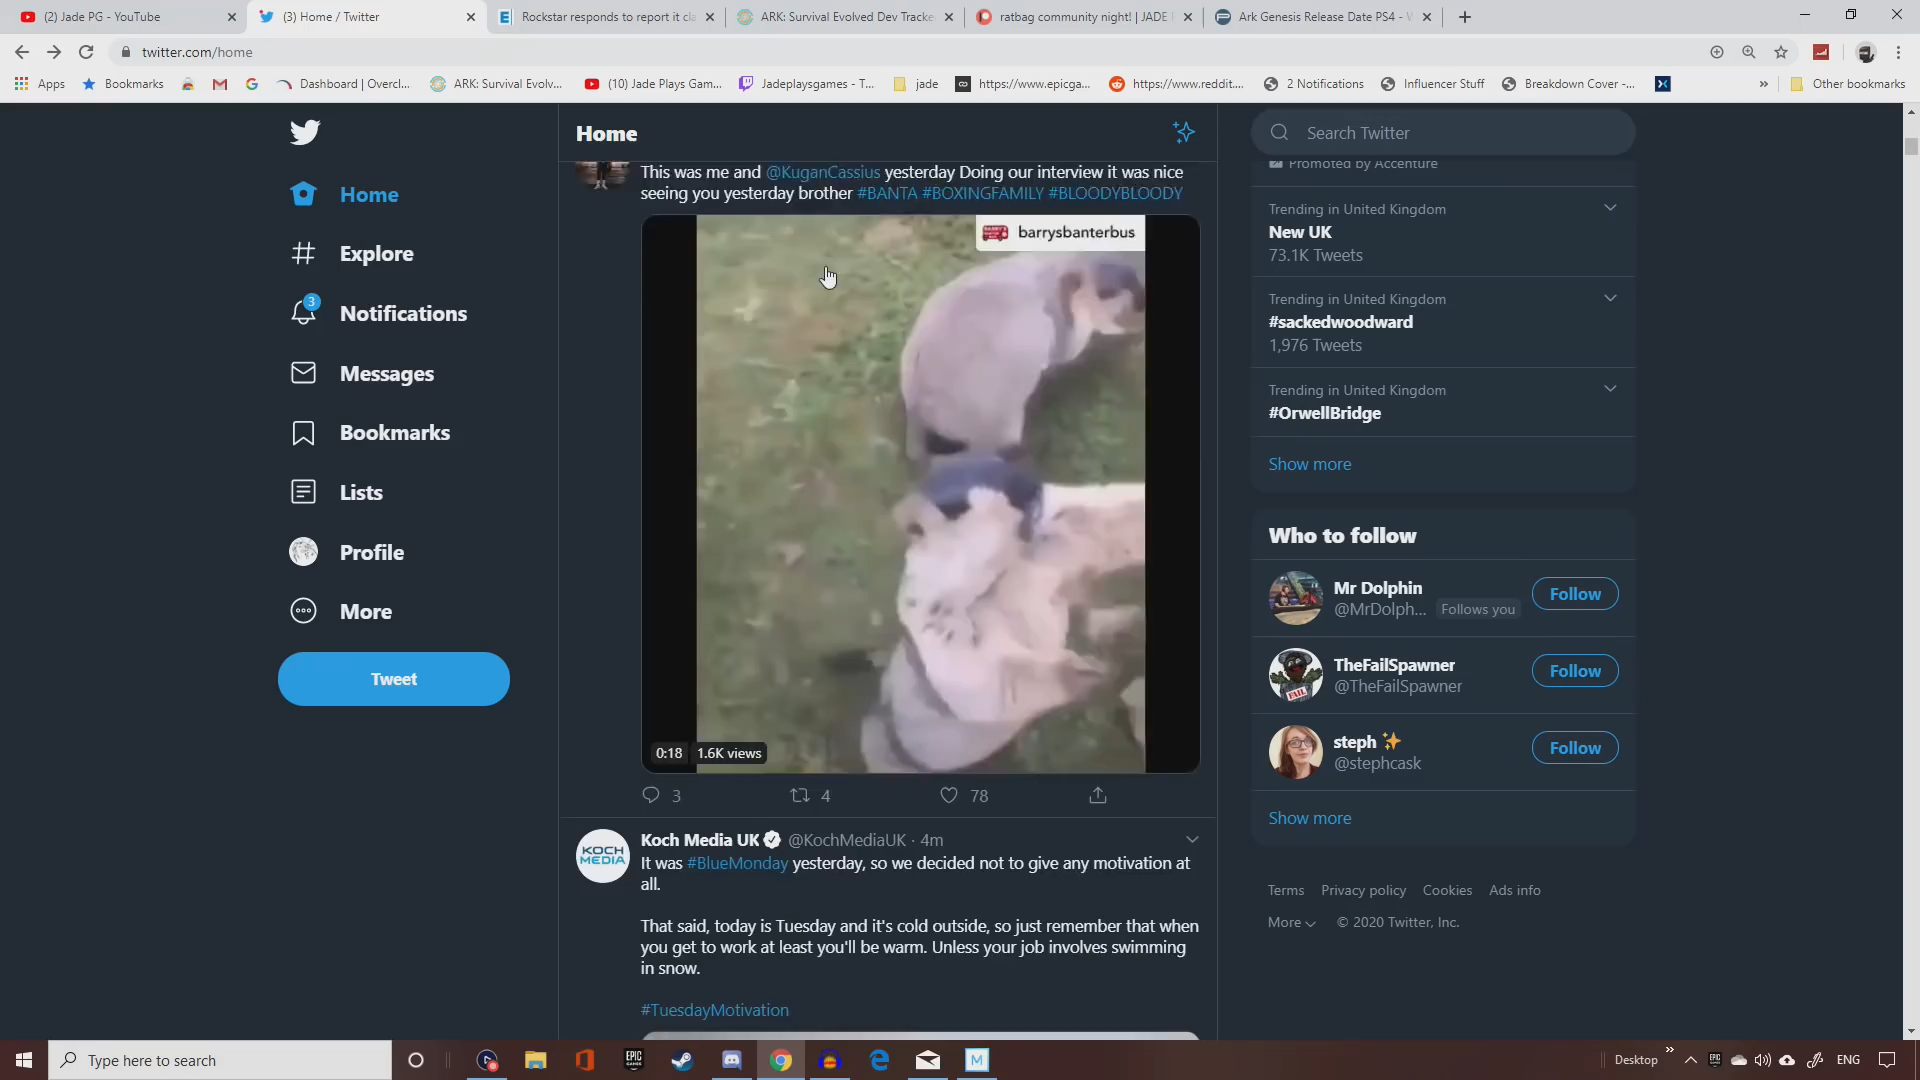 (2) Jade PG - YouTube
(3) Home / Twitter
Rockstar responds to report it cla
ARK: Survival Evolved Dev Tracke
ratbag community night! | JADE
Ark Genesis Release Date PS4 -
twitter.com/home
Apps
Bookmarks
Dashboard | Overcl...
ARK: Survival Evolv...
(10) Jade Plays Gam...
Jadeplaysgames - T...
jade
https://www.epicga...
https://www.reddit....
2 Notifications
Influencer Stuff
Breakdown Cover -...
Other bookmarks
Home
Explore
3
Notifications
Messages
Bookmarks
Lists
Profile
More
Tweet
Home
This was me and @KuganCassius yesterday Doing our interview it was nice
seeing you yesterday brother #BANTA #BOXINGFAMILY #BLOODYBLOODY
barrysbanterbus
0:18
1.6K views
3
4
78
KOCH
MEDIA
Koch Media UK @KochMediaUK · 4m
It was #BlueMonday yesterday, so we decided not to give any motivation at
all.
That said, today is Tuesday and it's cold outside, so just remember that when
you get to work at least you'll be warm. Unless your job involves swimming
in snow.
#TuesdayMotivation
Search Twitter
Promoted by Accenture
Trending in United Kingdom
New UK
73.1K Tweets
Trending in United Kingdom
#sackedwoodward
1,976 Tweets
Trending in United Kingdom
#OrwellBridge
Show more
Who to follow
Mr Dolphin
@MrDolph... Follows you
Follow
TheFailSpawner
@TheFailSpawner
Follow
FAIL
steph
@stephcask
Follow
Show more
Terms Privacy policy Cookies Ads info
More © 2020 Twitter, Inc.
Type here to search
EPIC
GAMES
M
Desktop
ENG